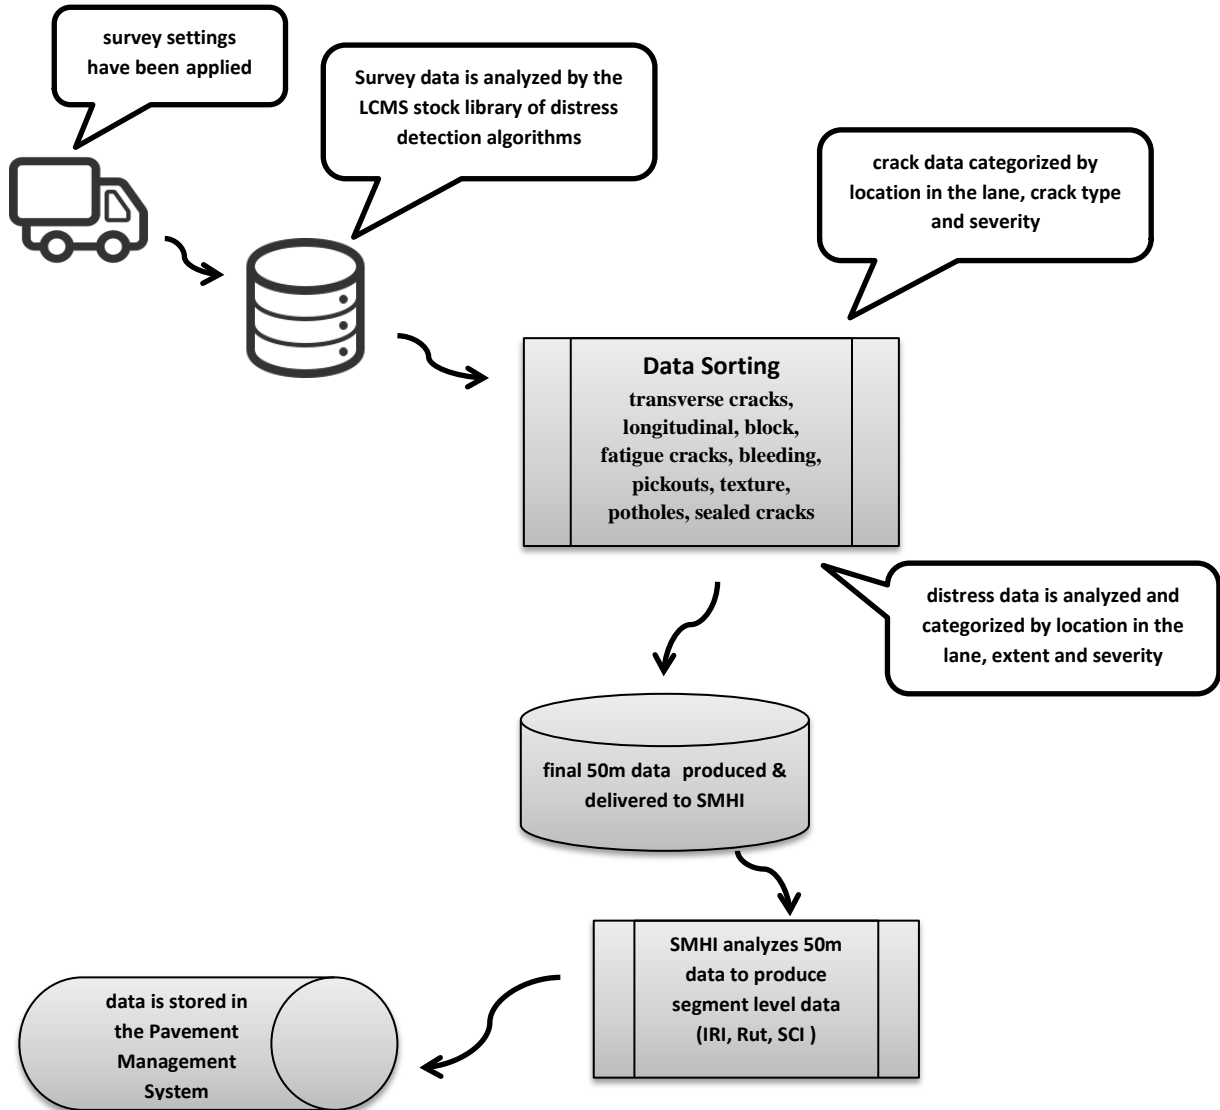 survey settings
have been applied
Survey data is analyzed by the
LCMS stock library of distress
detection algorithms
crack data categorized by
location in the lane, crack type
and severity
Data Sorting
transverse cracks,
longitudinal, block,
fatigue cracks, bleeding,
pickouts, texture,
potholes, sealed cracks
distress data is analyzed and
categorized by location in the
lane, extent and severity
final 50m data produced &
delivered to SMHI
SMHI analyzes 50m
data to produce
segment level data
(IRI, Rut, SCI )
data is stored in
the Pavement
Management
System